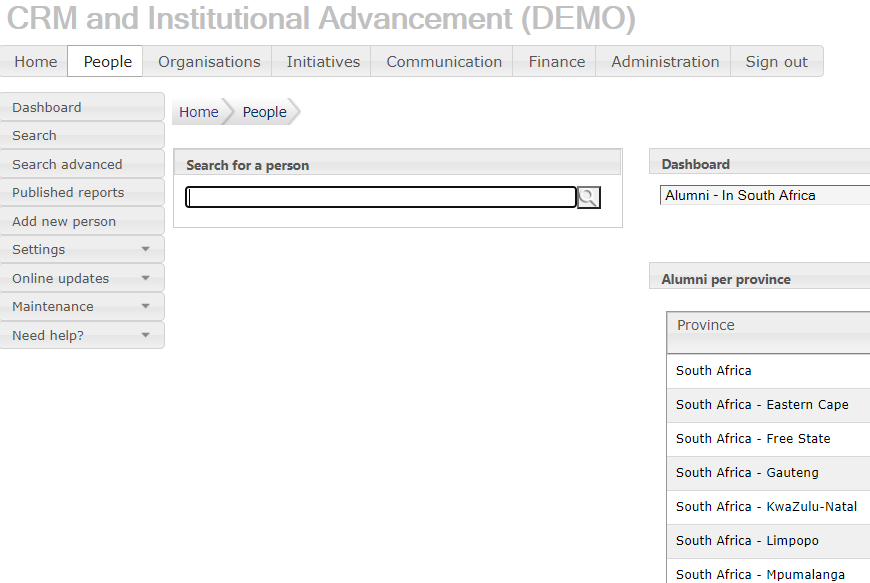 CRM and Institutional Advancement (DEMO)
Home People Organisations Initiatives Communication Finance Administration Sign out
Dashboard
Search
Search advanced
Published reports
Add new person
Settings
Online updates
Maintenance
Need help?
Home People
Search for a person
Dashboard
Alumni - In South Africa
Alumni per province
Province
South Africa
South Africa - Eastern Cape
South Africa - Free State
South Africa - Gauteng
South Africa - KwaZulu-Natal
South Africa - Limpopo
South Africa - Mpumalanga